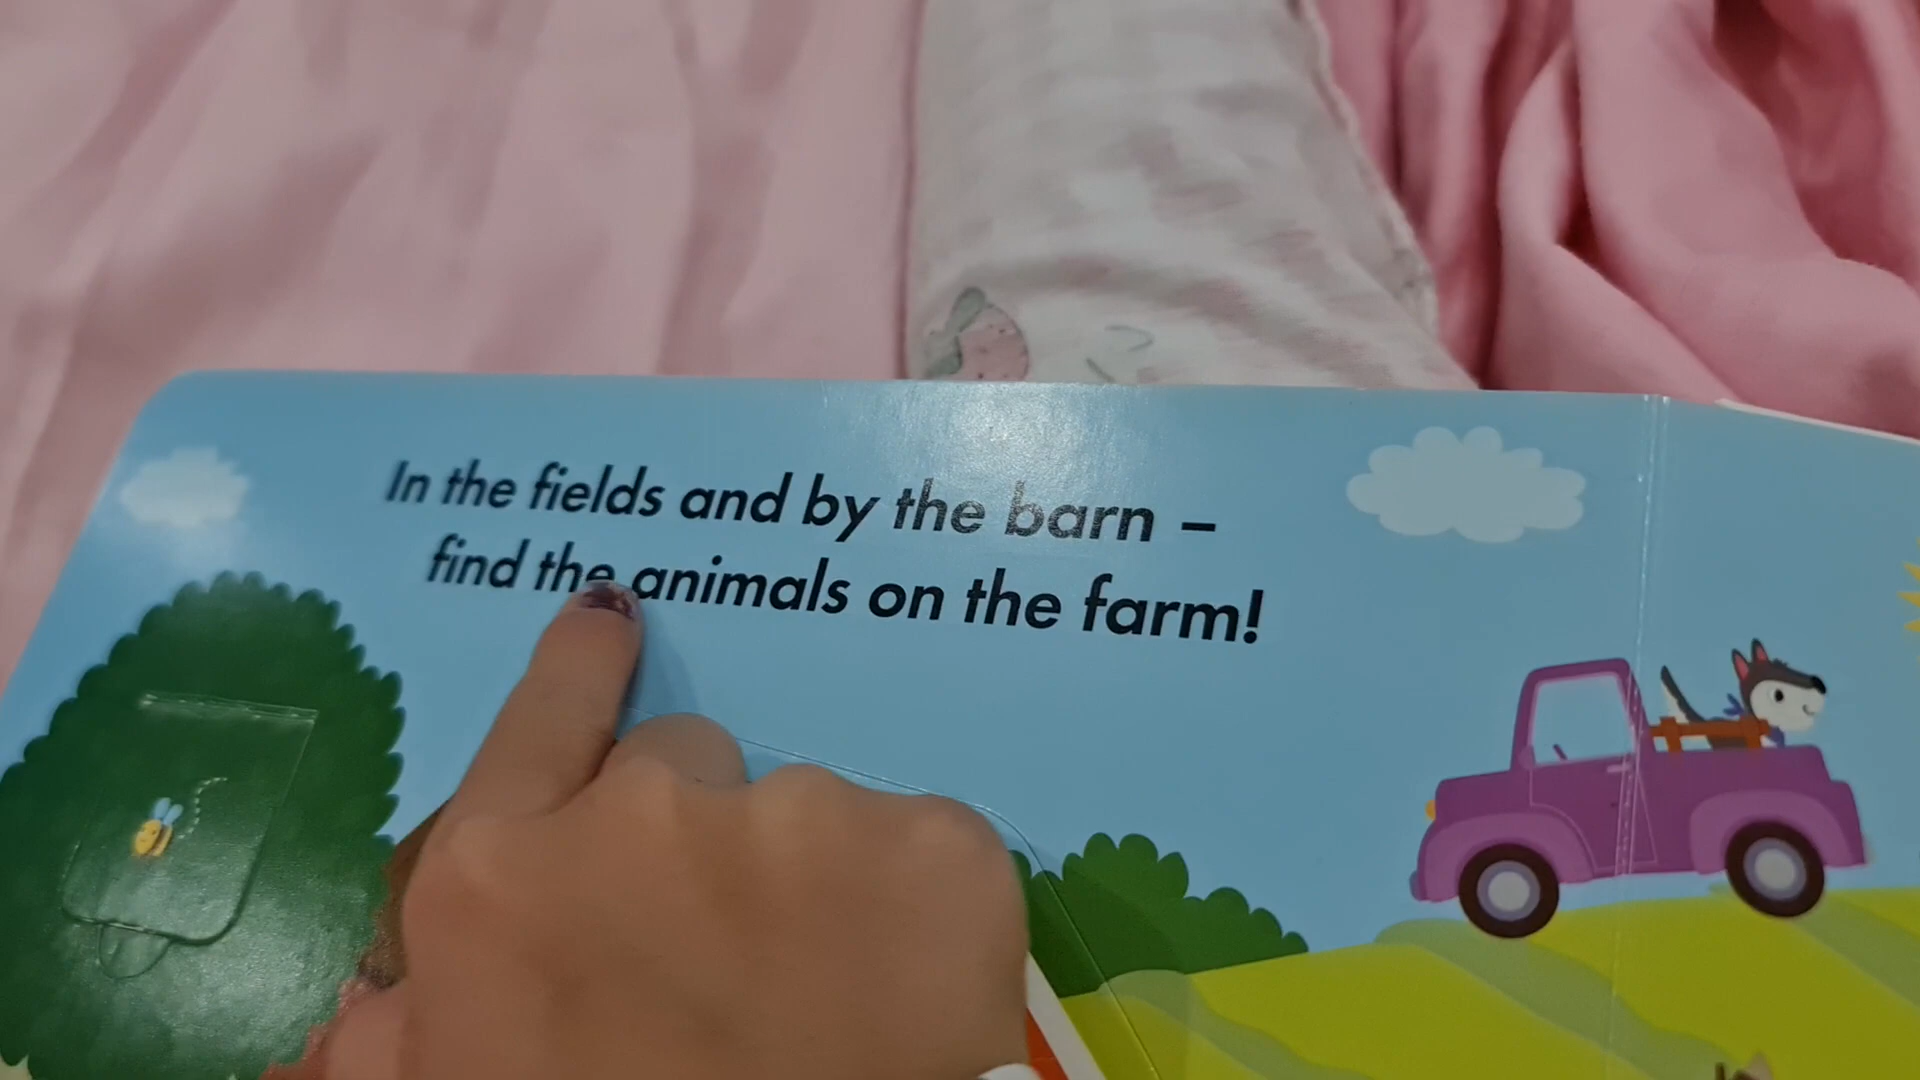 In the fields and by the barn –
find the animals on the farm!